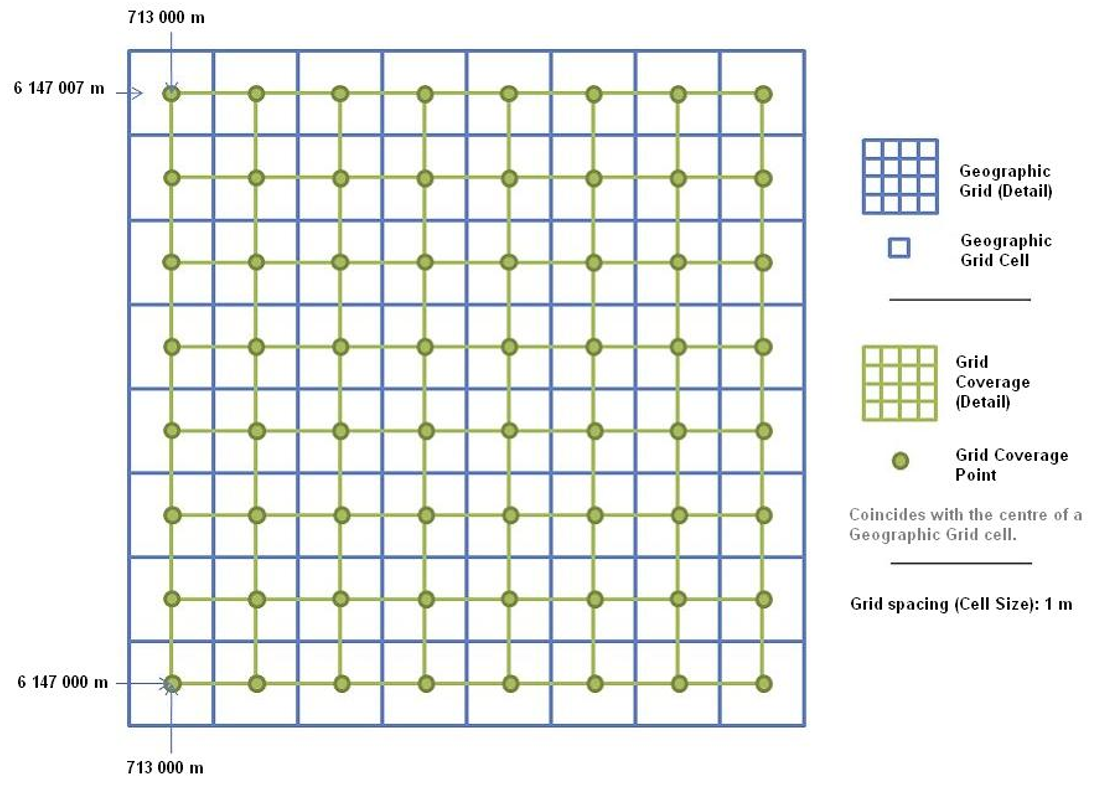 713 000 m
6 147 007 m
Geographic
Grid (Detail)
Geographic
Grid Cell
Grid
Coverage
(Detail)
Grid Coverage
Point
Coincides with the centre of a
Geographic Grid cell.
Grid spacing (Cell Size): 1 m
6 147 000 m
713 000 m